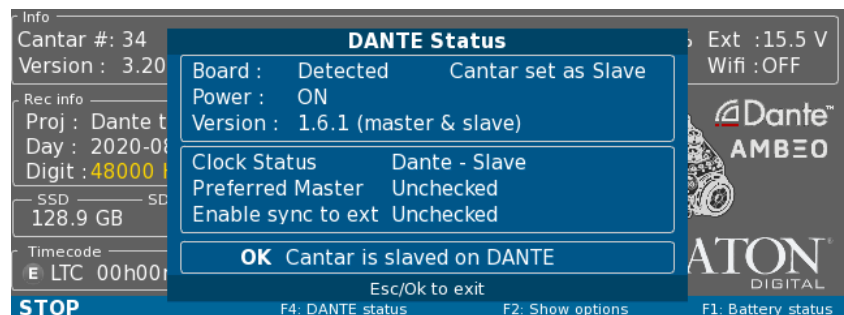 Info
Cantar #: 34
Version : 3.20
% Ext :15.5 V
Wifi :OFF
Rec info
Proj : Dante t
Day : 2020-08
Digit :48000 H
SSD SD
128.9 GB
Timecode
E LTC 00h00m
DANTE Status
Board : Detected Cantar set as Slave
Power : ON
Version : 1.6.1 (master & slave)
Clock Status Dante - Slave
Preferred Master Unchecked
Enable sync to ext Unchecked
OK Cantar is slaved on DANTE
Esc/Ok to exit
Dante™
AMBEO
AATON®
DIGITAL
STOP F4: DANTE status F2: Show options F1: Battery status